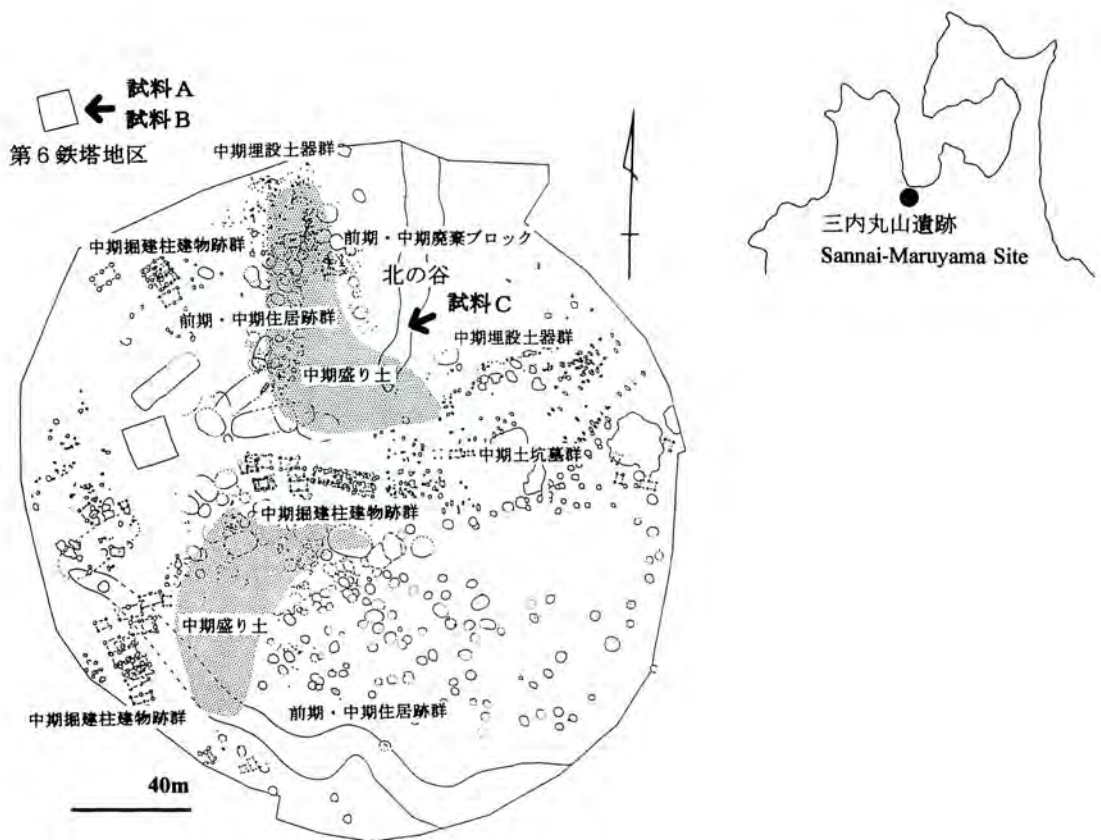 試料A
試料B
第6鉄塔地区
中期埋設土器群
中期掘建柱建物跡群
前期・中期廃棄ブロック
北の谷
試料C
前期・中期住居跡群
中期埋設土器群
中期盛り土
中期土坑墓群
中期掘建柱建物跡群
中期盛り土
前期・中期住居跡群
中期掘建柱建物跡群
40m
三内丸山遺跡
Sannai-Maruyama Site